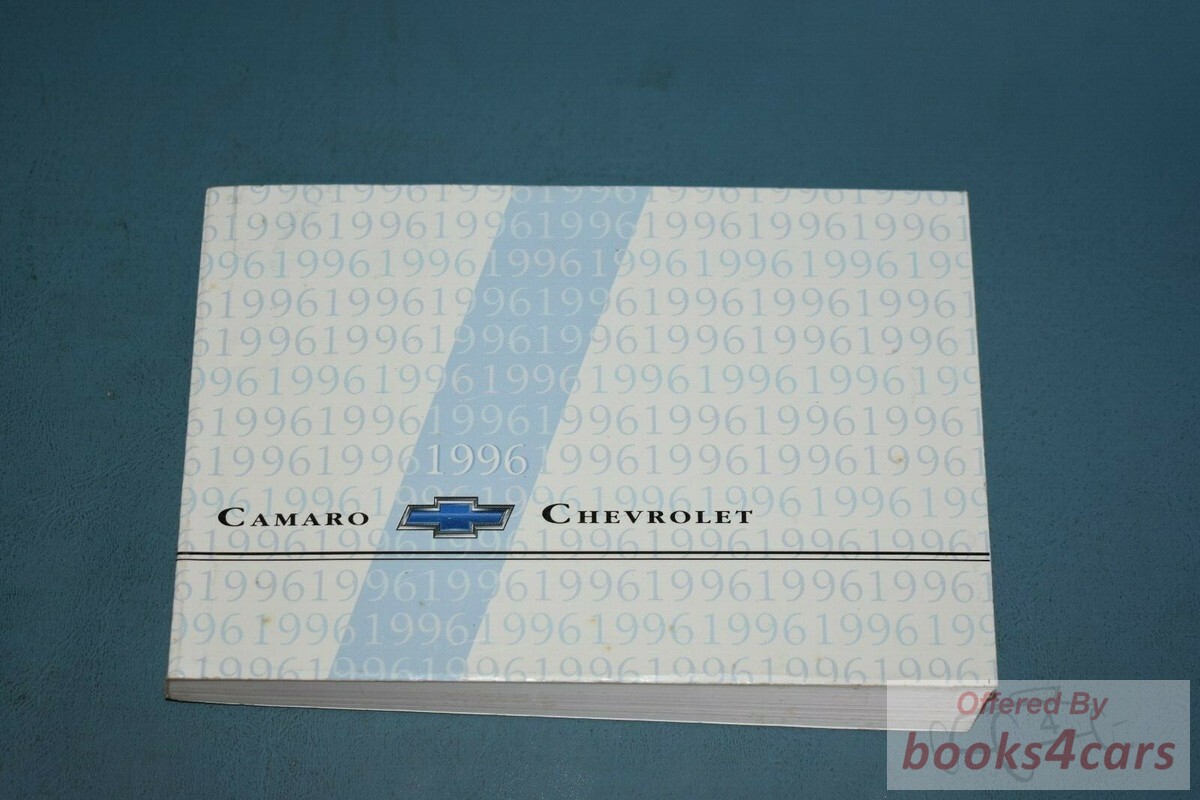 1996
CAMARO CHEVROLET
Offered By
books4cars